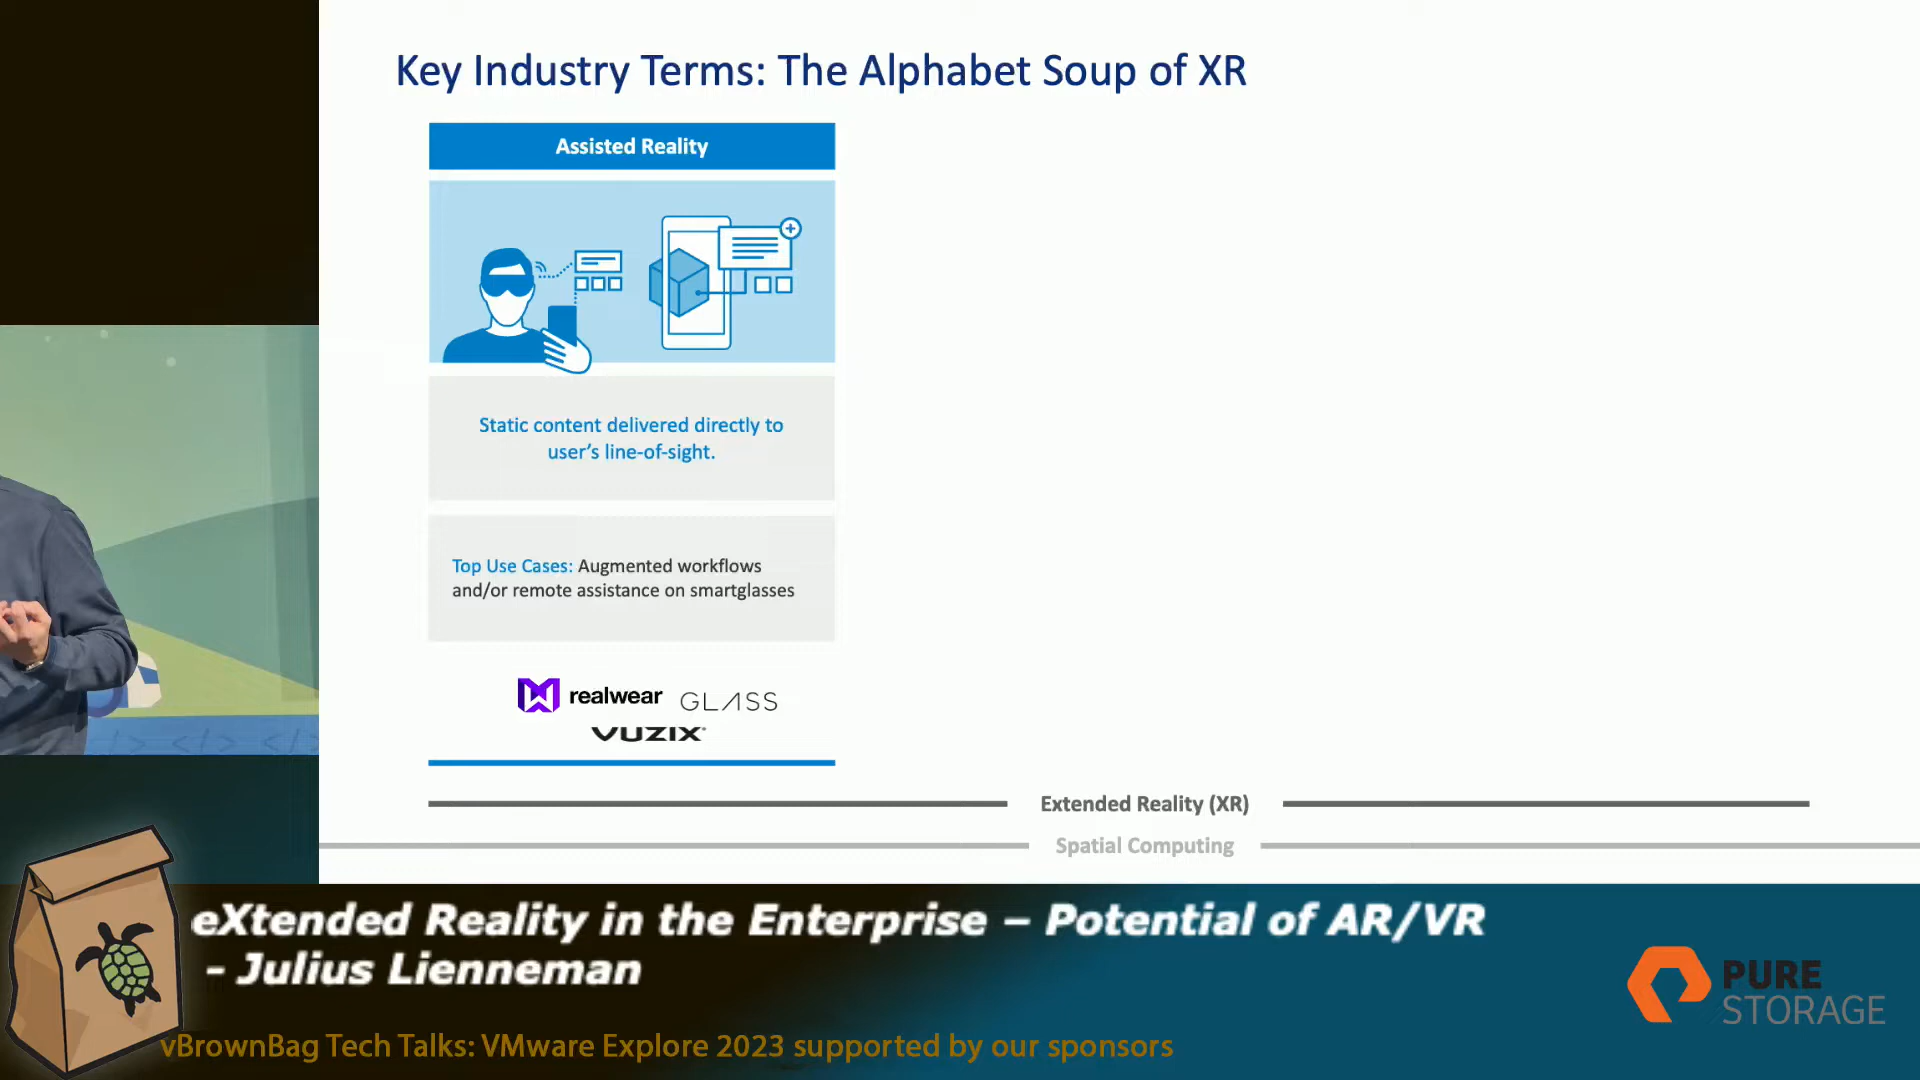 Key Industry Terms: The Alphabet Soup of XR
Assisted Reality
Static content delivered directly to
user’s line-of-sight.
Top Use Cases: Augmented workflows
and/or remote assistance on smartglasses
realwear GLASS
VUZIX
Extended Reality (XR)
Spatial Computing
eXtended Reality in the Enterprise – Potential of AR/VR
- Julius Lienneman
PURE
STORAGE
vBrownBag Tech Talks: VMware Explore 2023 supported by our sponsors